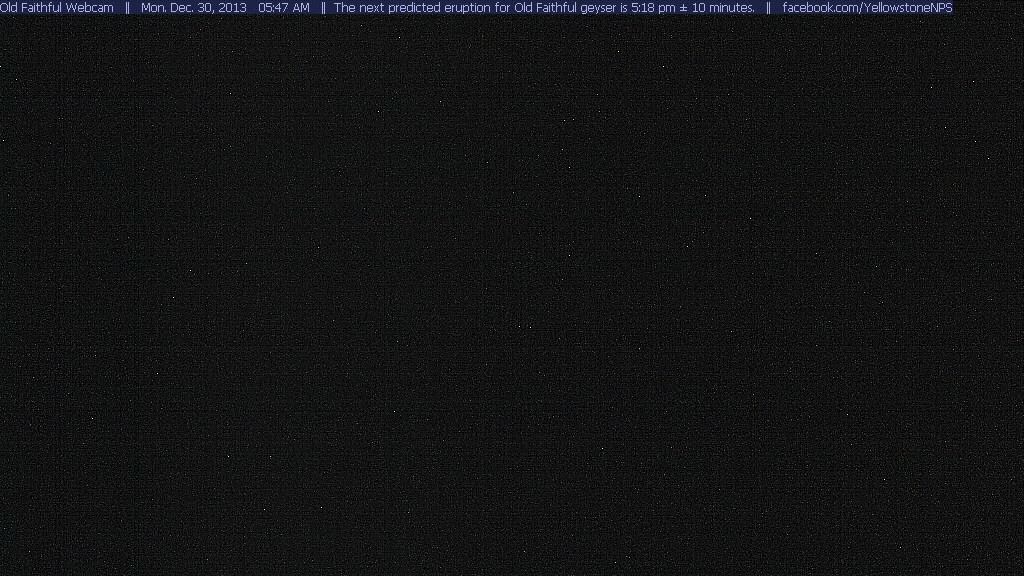 Old Faithful Webcam || Mon. Dec. 30, 2013 05:47 AM || The next predicted eruption for Old Faithful geyser is 5:18 pm ± 10 minutes. || facebook.com/YellowstoneNPS